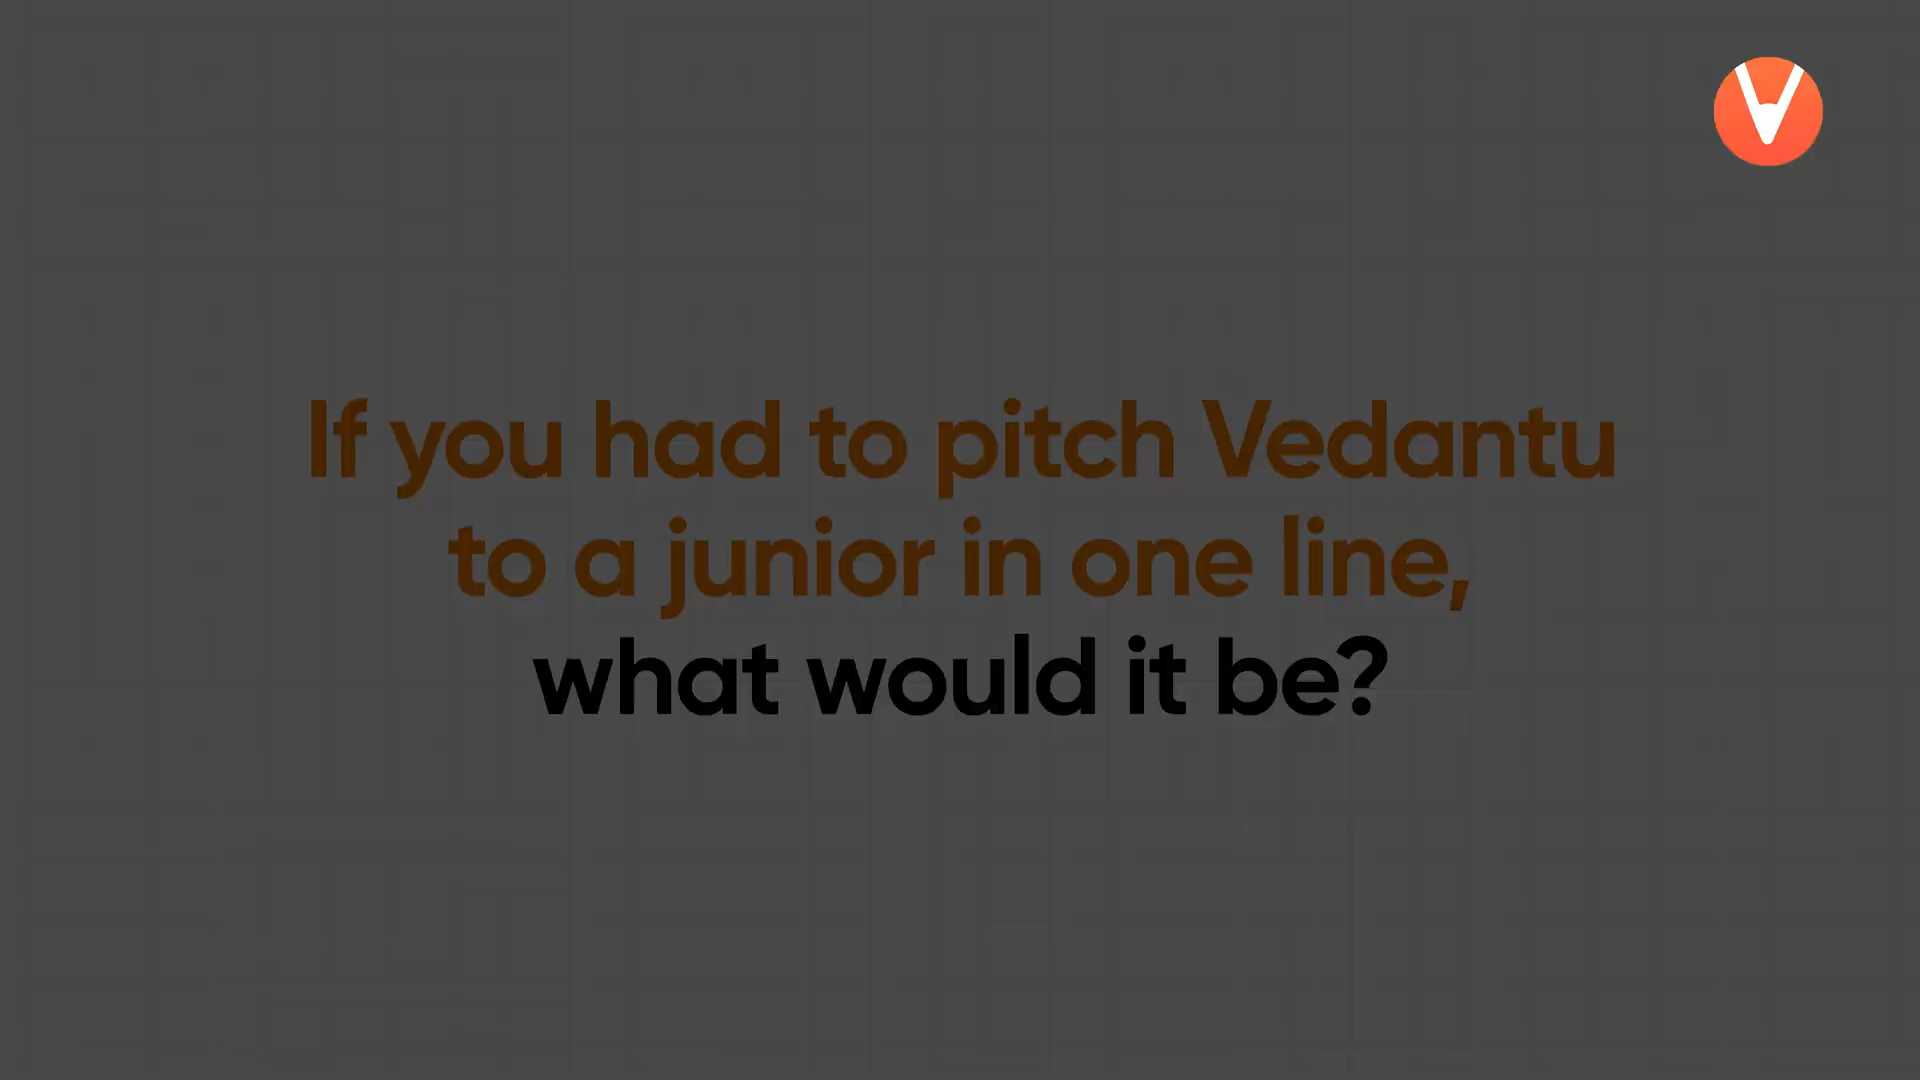 If you had to pitch Vedantu
to a junior in one line,
what would it be?